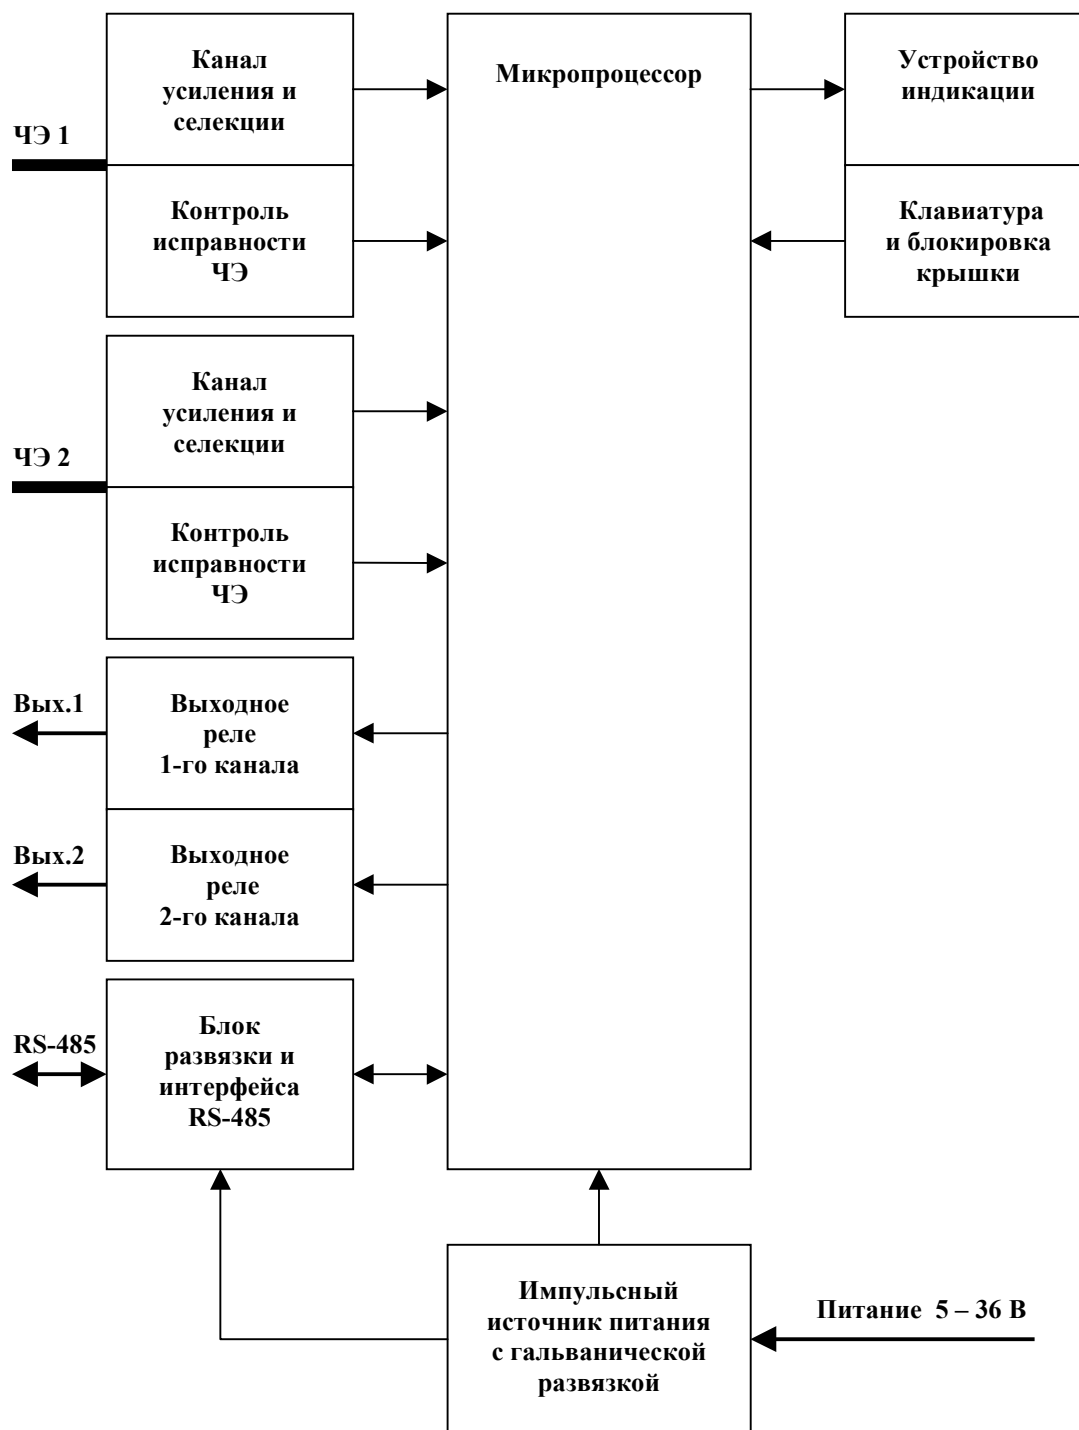 Канал
усиления и
селекции
Микропроцессор
Устройство
индикации
ЧЭ 1
Контроль
исправности
ЧЭ
Клавиатура
и блокировка
крышки
Канал
усиления и
селекции
ЧЭ 2
Контроль
исправности
ЧЭ
Вых.1
Выходное
реле
1-го канала
Вых.2
Выходное
реле
2-го канала
RS-485
Блок
развязки и
интерфейса
RS-485
Импульсный
источник питания
с гальванической
развязкой
Питание 5 – 36 В